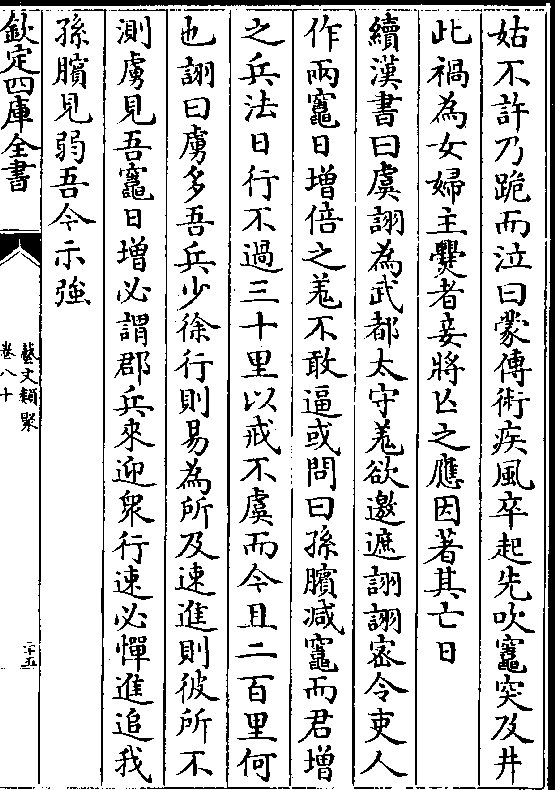 姑不許乃跪而泣曰蒙傳術疾風卒起先吹竈突及井
此禍為女婦主爨者妾將亡之應因著其亡日
續漢書曰虞詡為武都太守羗欲邀遮詡詡宻令吏人
作兩竈日增倍之羗不敢逼或問曰孫臏减竈而君增
之兵法日行不過三十里以戒不虞而今且二百里何
也詡曰虜多吾兵少徐行則易為所及速進則彼所不
測虜見吾竈日增必謂郡兵來迎衆行速必憚進追我
孫臏見弱吾今示強
欽定四庫全書
藝文類聚
卷八十
二十五